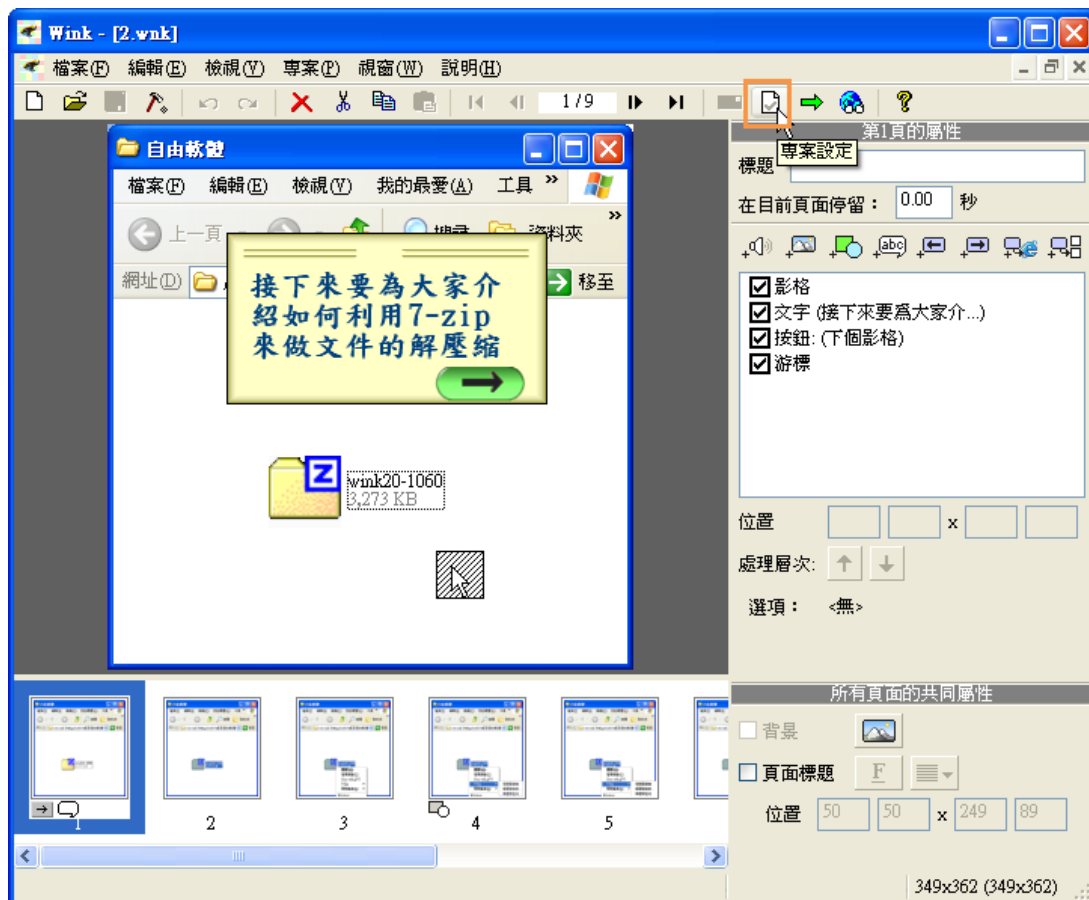 Wink - [2.wnk]
檔案(F) 編輯(E) 檢視(V) 專案(P) 視窗(W) 說明(H)
1/9
專案設定
自由軟體
檔案(F) 編輯(E) 檢視(V) 我的最愛(A) 工具 »
上一頁
»
網址(D)
移至
接下來要為大家介
紹如何利用7-zip
來做文件的解壓縮
wink20-1060
3,273 KB
第1頁的屬性
標題
在目前頁面停留： 0.00 秒
影格
文字 (接下來要爲大家介...)
按鈕: (下個影格)
游標
位置 x
處理層次:
選項： <無>
1 2 3 4 5
所有頁面的共同屬性
背景
頁面標題 F
位置 50 50 x 249 89
349x362 (349x362)